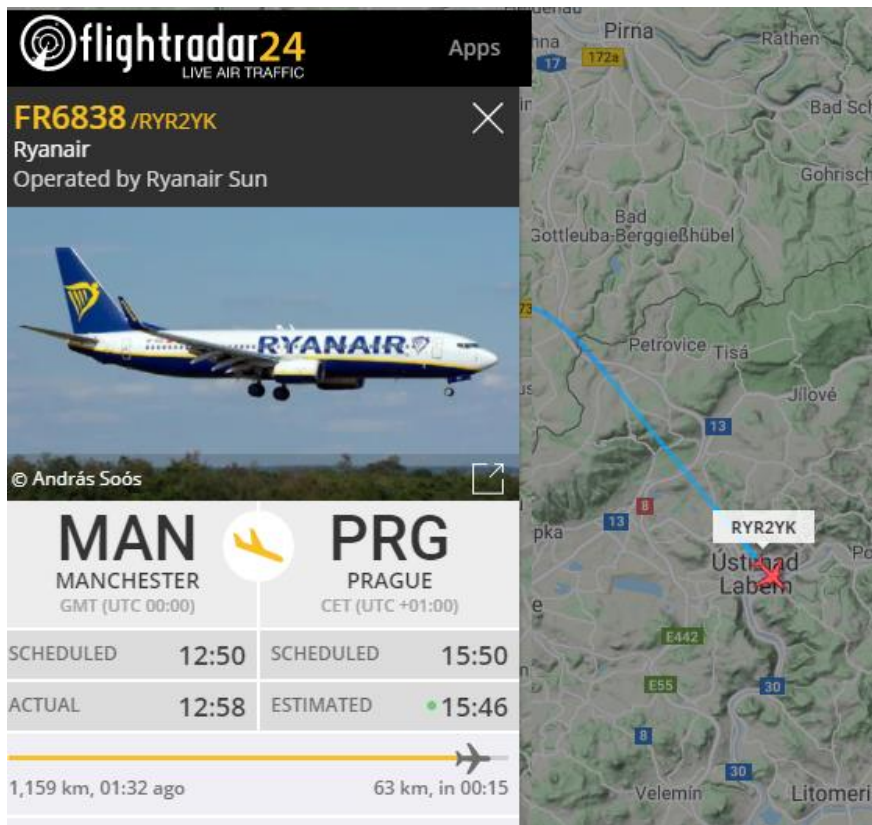 flightradar24
LIVE AIR TRAFFIC
Apps
FR6838 /RYR2YK
Ryanair
Operated by Ryanair Sun
RYANAIR
© András Soós
MAN
MANCHESTER
GMT (UTC 00:00)
PRG
PRAGUE
CET (UTC +01:00)
SCHEDULED 12:50 SCHEDULED 15:50
ACTUAL 12:58 ESTIMATED 15:46
1,159 km, 01:32 ago 63 km, in 00:15
Pirna
Rathen
17
172a
Bad Sch
Gohrisch
Bad
Gottleuba-Berggießhübel
73
Petrovice
Tisá
Jílové
13
8
13
pka
RYR2YK
Ústí nad
Labem
Po
e
E442
E55
30
8
30
Velemín
Litoměři